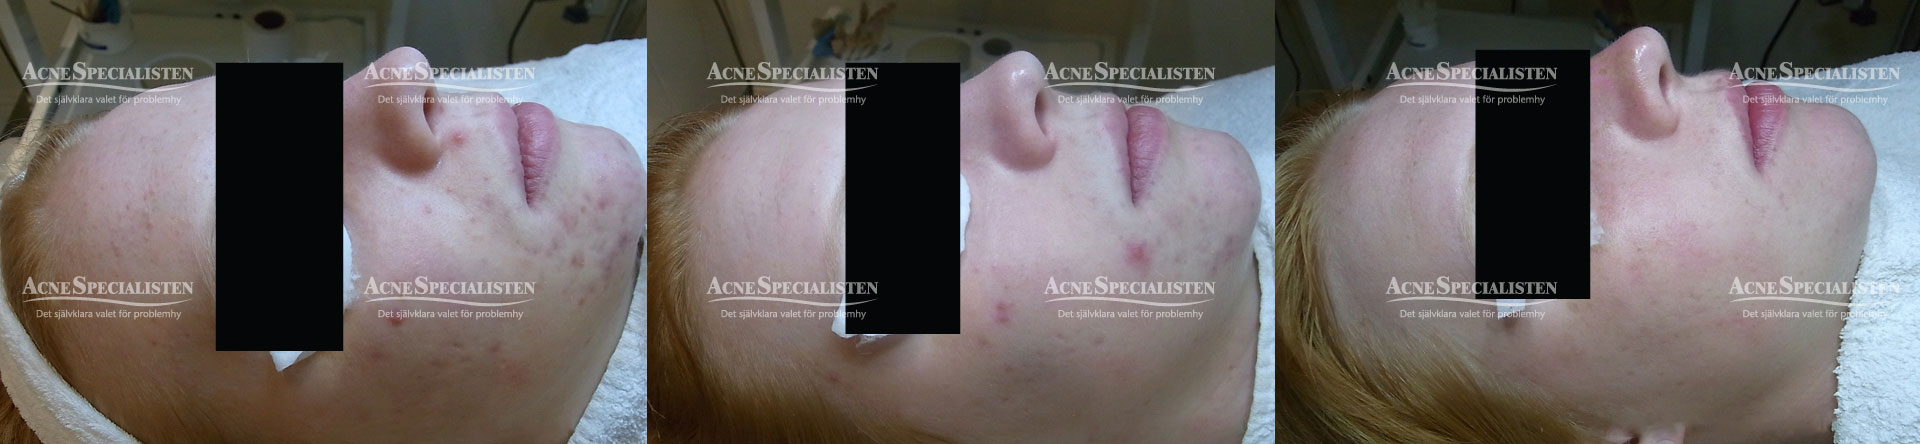 ACNESPECIALISTEN ACNESPECIALISTEN ACNESPECIALISTEN ACNESPECIALISTEN ACNESPECIALISTEN ACNESPECIALISTEN
Det självklara valet för problemhy Det självklara valet för problemhy Det självklara valet för problemhy Det självklara valet för problemhy Det självklara valet för problemhy Det självklara valet för problemhy
ACNESPECIALISTEN ACNESPECIALISTEN ACNESPECIALISTEN ACNESPECIALISTEN ACNESPECIALISTEN ACNESPECIALISTEN
Det självklara valet för problemhy Det självklara valet för problemhy Det självklara valet för problemhy Det självklara valet för problemhy Det självklara valet för problemhy Det självklara valet för problemhy